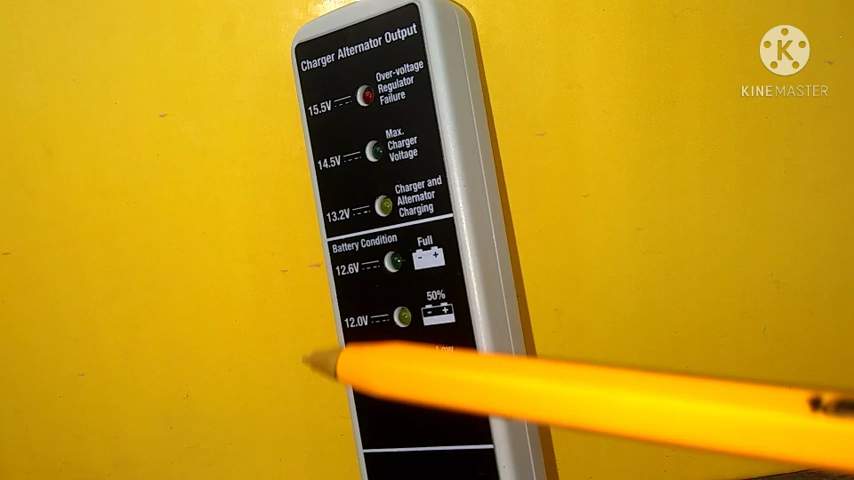 Charger Alternator Output
15.5V
Over-voltage
Regulator
Failure
14.5V
Max.
Charger
Voltage
13.2V
Charger and
Alternator
Charging
Battery Condition
12.6V
Full
12.0V
50%
K
KINEMASTER